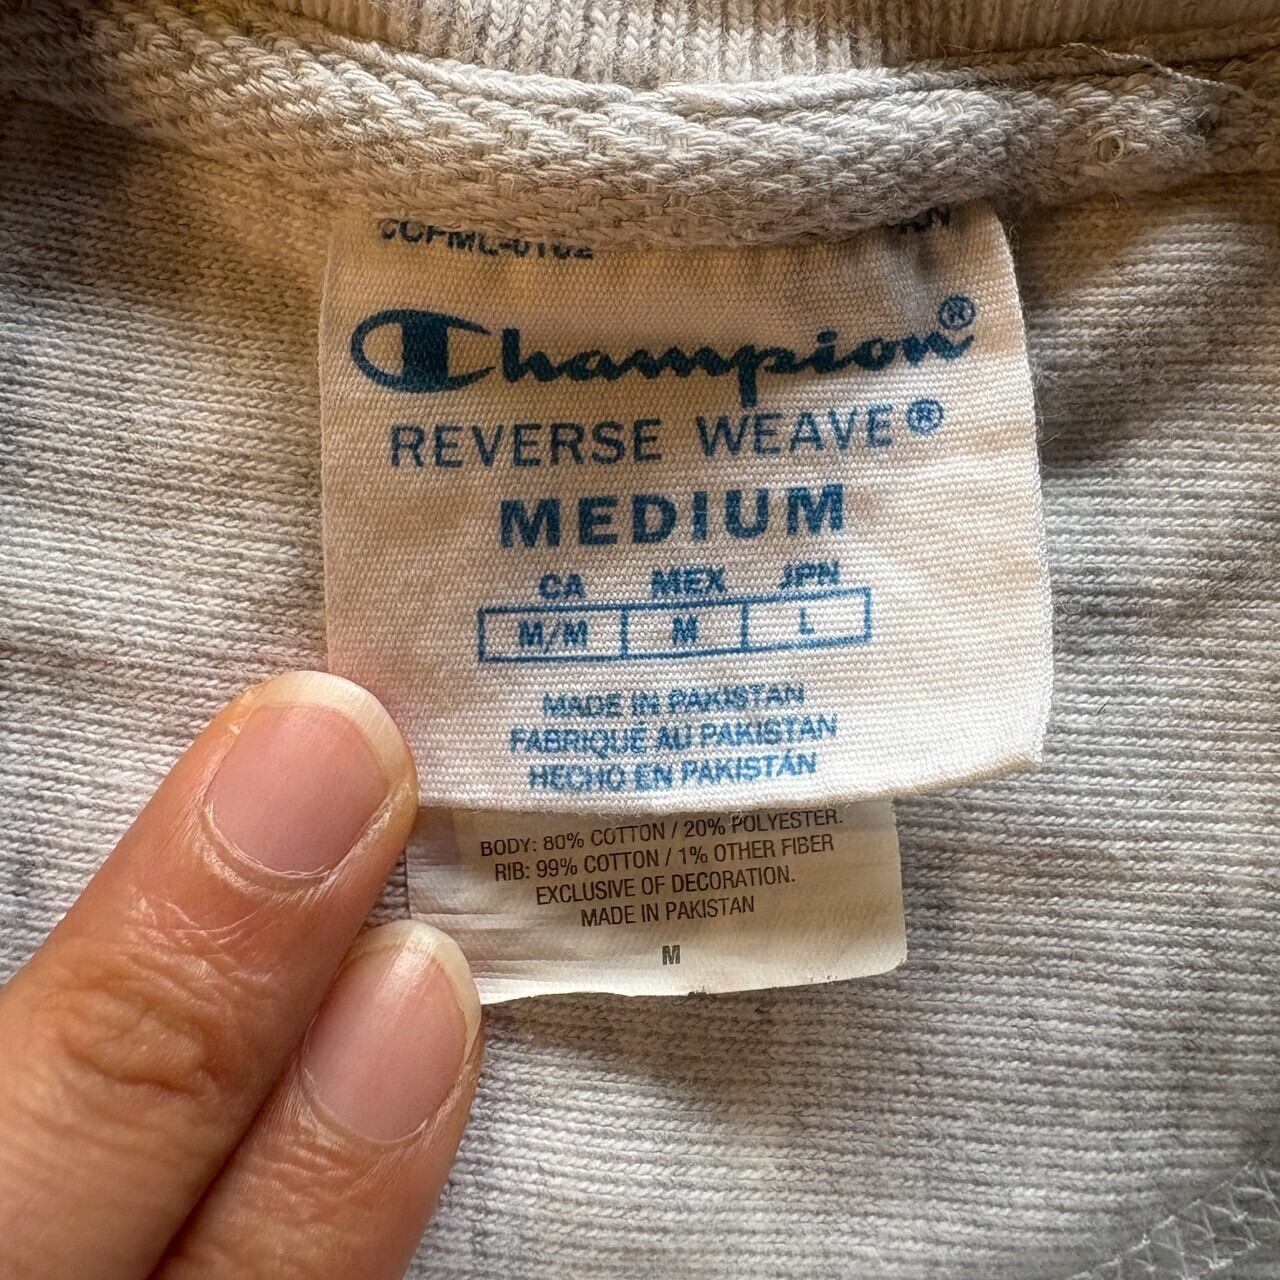 Champion®
REVERSE WEAVE®
MEDIUM
CA MEX JPN
M/M M L
MADE IN PAKISTAN
FABRIQUÉ AU PAKISTAN
HECHO EN PAKISTÁN
BODY: 80% COTTON / 20% POLYESTER.
RIB: 99% COTTON / 1% OTHER FIBER
EXCLUSIVE OF DECORATION.
MADE IN PAKISTAN
M